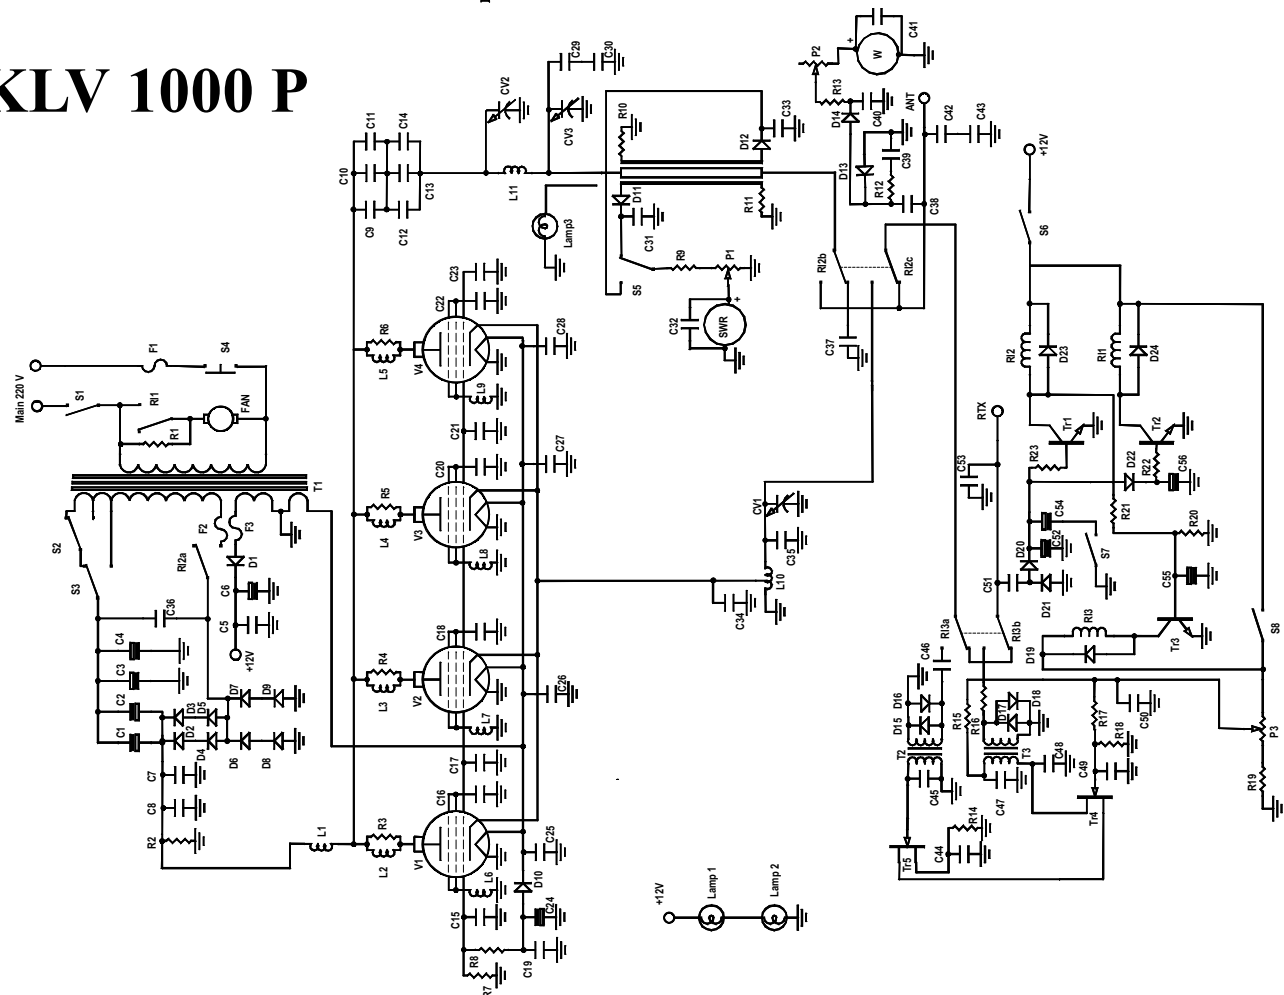 KLV 1000 P
Main 220 V
F1
S4
S1
Rl1
R1
FAN
T1
S2
S3
Rl2a
F2
F3
D1
C6
C5
+12V
C36
C4
C3
C2
C1
D3
D5
D2
D4
D7
D9
D6
D8
C7
C8
R2
L1
C10
C11
C14
C9
C12
C13
L11
CV2
CV3
C29
C30
Lamp3
R10
D12
C33
D11
C31
R11
S5
R9
P1
C32
SWR
+
P2
+
W
C41
R13
D14
C40
D13
C39
R12
C38
ANT
C42
C43
Rl2b
Rl2c
C37
L5
R6
V4
C22
C23
L9
C28
C21
L4
R5
V3
C20
L8
C27
L3
R4
V2
C18
L7
C26
C17
L2
R3
V1
C16
L6
C25
C15
D10
C24
C19
R8
R7
CV1
C35
L10
C34
+12V
S6
Rl2
D23
Rl1
D24
RTX
Tr1
Tr2
R23
D22
R22
C56
C53
C54
C52
D20
R21
R20
S7
C51
D21
C55
Rl3
D19
Tr3
S8
Rl3a
Rl3b
C46
D16
D15
T2
R15
R16
D17
D18
T3
C48
C45
C47
R17
R18
C50
C49
P3
R19
Tr4
R14
C44
Tr5
+12V
Lamp 1
Lamp 2